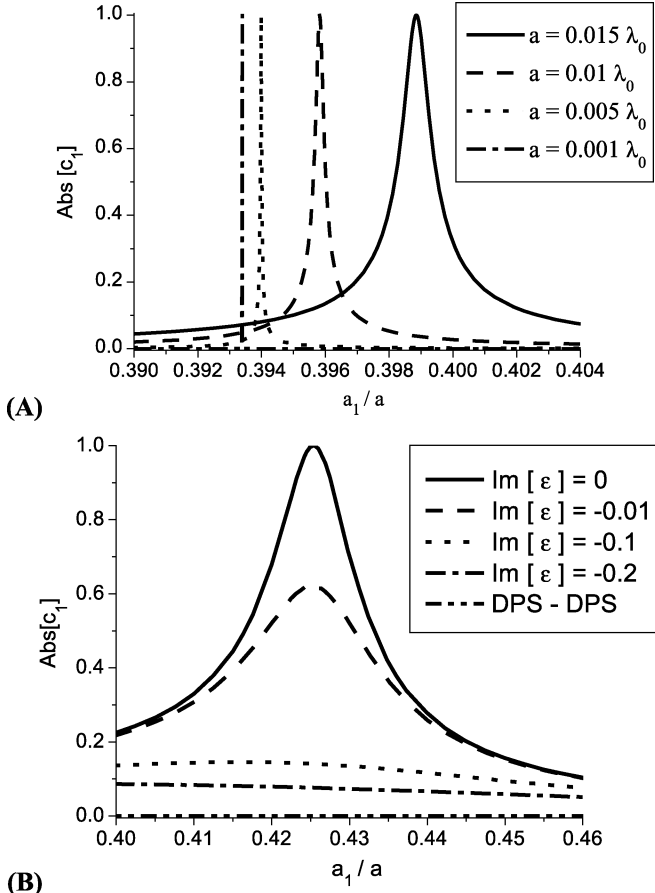 1.0
0.8
0.6
0.4
0.2
0.0
Abs [c₁]
a = 0.015 λ₀
a = 0.01 λ₀
a = 0.005 λ₀
a = 0.001 λ₀
0.390 0.392 0.394 0.396 0.398 0.400 0.402 0.404
a₁ / a
(A)
1.0
0.8
0.6
0.4
0.2
0.0
Abs[c₁]
Im [ ε ] = 0
Im [ ε ] = -0.01
Im [ ε ] = -0.1
Im [ ε ] = -0.2
DPS - DPS
0.40 0.41 0.42 0.43 0.44 0.45 0.46
a₁ / a
(B)